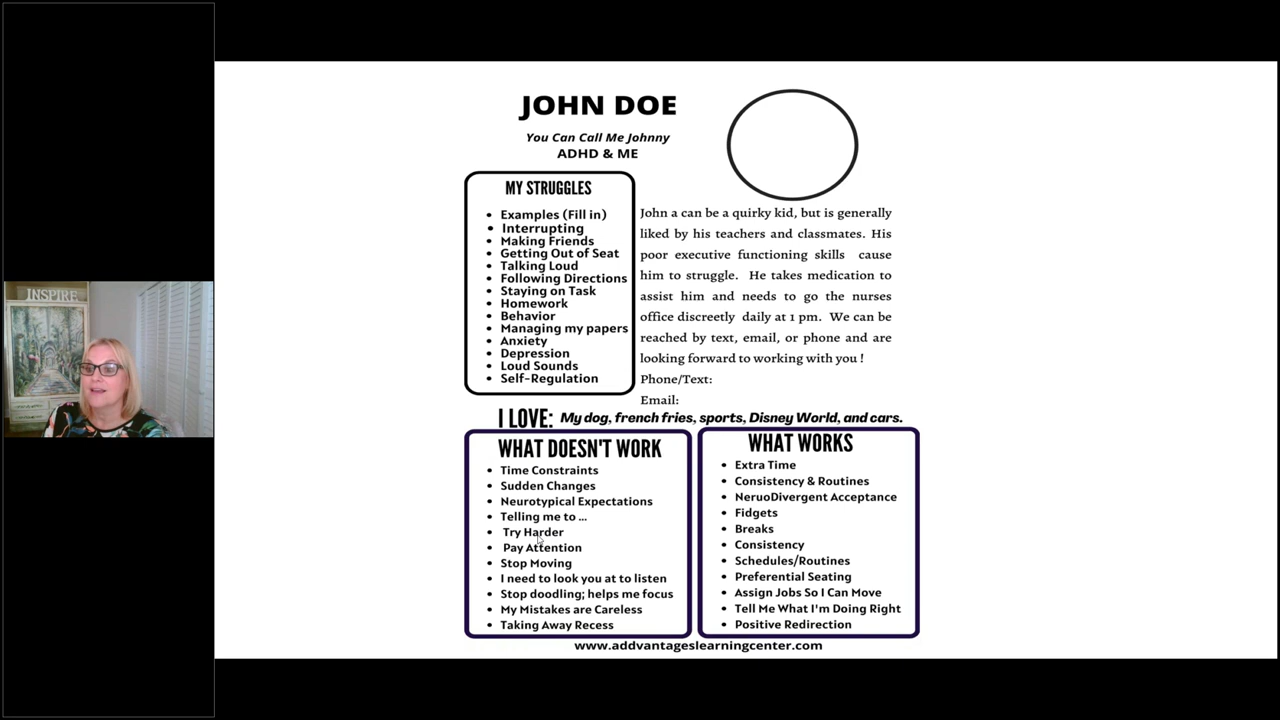 INSPIRE
JOHN DOE
You Can Call Me Johnny
ADHD & ME
MY STRUGGLES
• Examples (Fill in)
• Interrupting
• Making Friends
• Getting Out of Seat
• Talking Loud
• Following Directions
• Staying on Task
• Homework
• Behavior
• Managing my papers
• Anxiety
• Depression
• Loud Sounds
• Self-Regulation
John a can be a quirky kid, but is generally
liked by his teachers and classmates. His
poor executive functioning skills cause
him to struggle. He takes medication to
assist him and needs to go the nurses
office discreetly daily at 1 pm. We can be
reached by text, email, or phone and are
looking forward to working with you !
Phone/Text:
Email:
I LOVE: My dog, french fries, sports, Disney World, and cars.
WHAT DOESN'T WORK
• Time Constraints
• Sudden Changes
• Neurotypical Expectations
• Telling me to ...
• Try Harder
• Pay Attention
• Stop Moving
• I need to look you at to listen
• Stop doodling; helps me focus
• My Mistakes are Careless
• Taking Away Recess
WHAT WORKS
• Extra Time
• Consistency & Routines
• NeruoDivergent Acceptance
• Fidgets
• Breaks
• Consistency
• Schedules/Routines
• Preferential Seating
• Assign Jobs So I Can Move
• Tell Me What I'm Doing Right
• Positive Redirection
www.addvantageslearningcenter.com